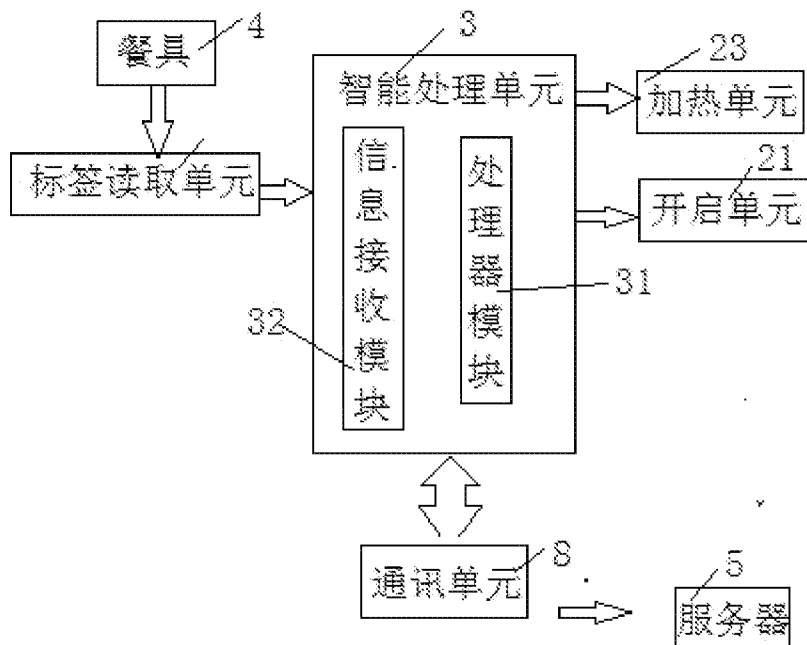 4
餐具
标签读取单元
3
智能处理单元
信息接收模块
32
处理器模块
31
23
加热单元
21
开启单元
通讯单元
8
5
服务器